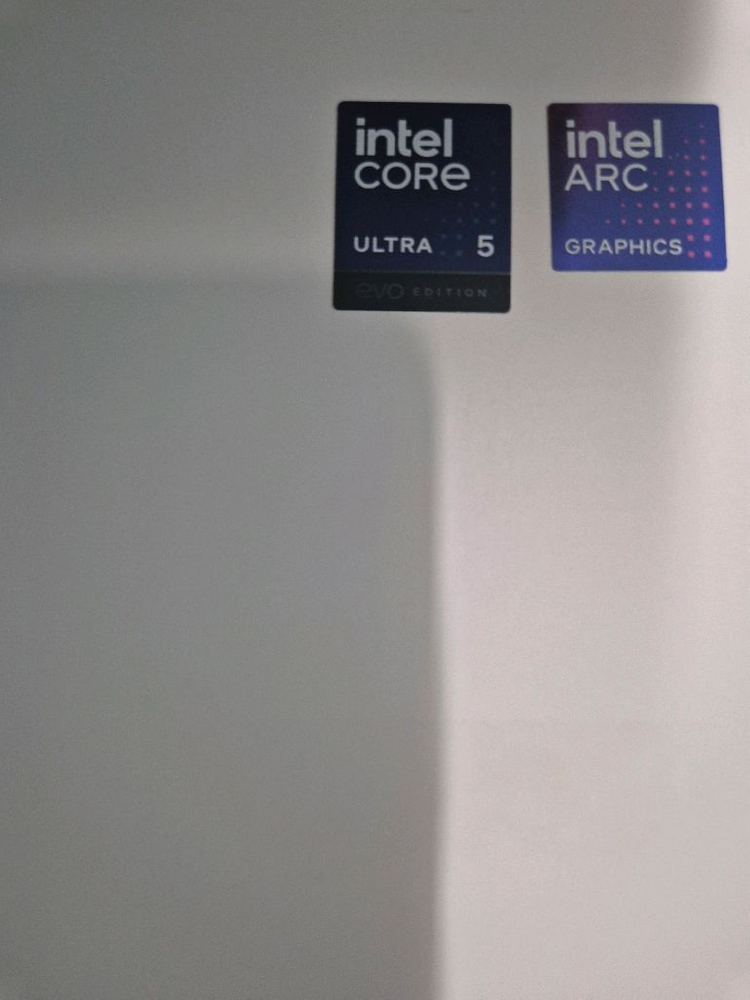 intel
CORE
ULTRA 5
evo EDITION
intel
ARC
GRAPHICS